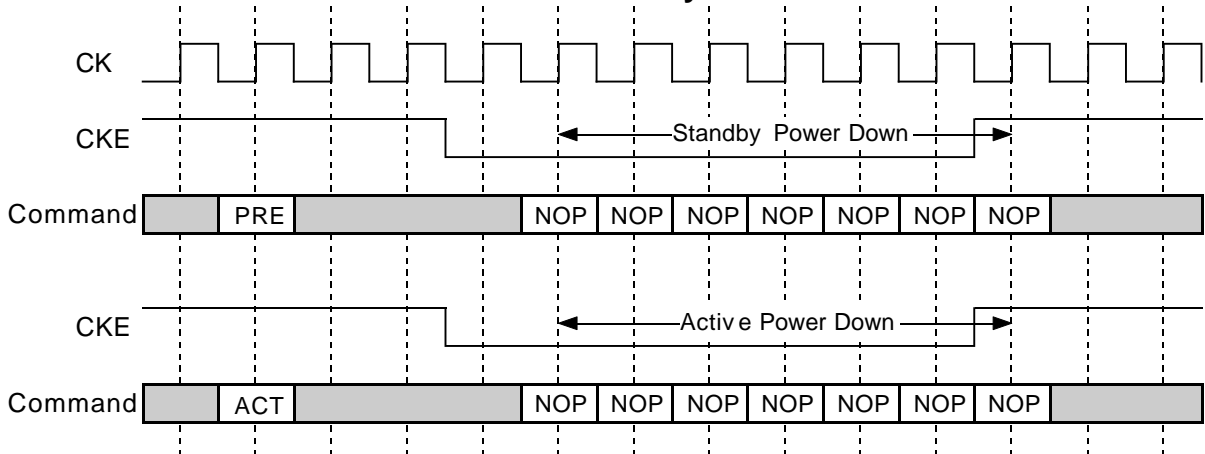 CK
CKE
Standby Power Down
Command PRE NOP NOP NOP NOP NOP NOP NOP
CKE
Active Power Down
Command ACT NOP NOP NOP NOP NOP NOP NOP